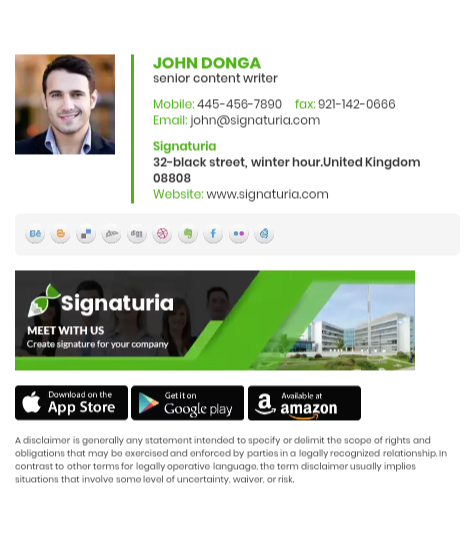 JOHN DONGA
senior content writer
Mobile: 445-456-7890 fax: 921-142-0666
Email: john@signaturia.com
Signaturia
32-black street, winter hour.United Kingdom
08808
Website: www.signaturia.com
Bē
digg
f
Signaturia
MEET WITH US
Create signature for your company
Download on the
App Store
Get it on
Google play
Available at
amazon
A disclaimer is generally any statement intended to specify or delimit the scope of rights and
obligations that may be exercised and enforced by parties in a legally recognized relationship. In
contrast to other terms for legally operative language, the term disclaimer usually implies
situations that involve some level of uncertainty, waiver, or risk.